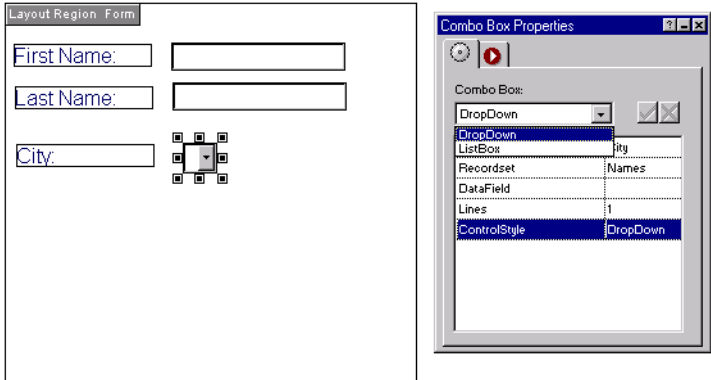 Layout Region Form
First Name:
Last Name:
City:
Combo Box Properties
Combo Box:
DropDown
DropDown
ListBox
City
Recordset Names
DataField
Lines 1
ControlStyle DropDown